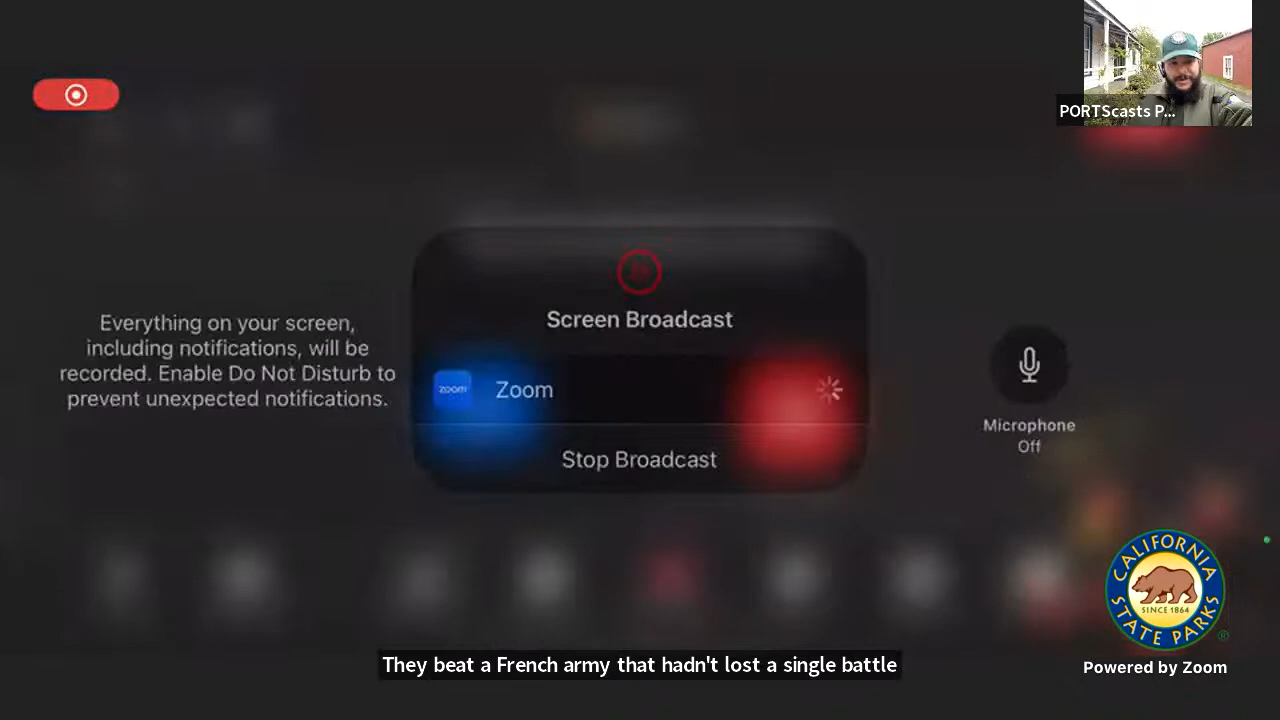 PORTScasts P...
Screen Broadcast
Everything on your screen,
including notifications, will be
recorded. Enable Do Not Disturb to
prevent unexpected notifications.
zoom
Zoom
Stop Broadcast
Microphone
Off
CALIFORNIA
SINCE 1864
STATE PARKS
®
They beat a French army that hadn't lost a single battle
Powered by Zoom